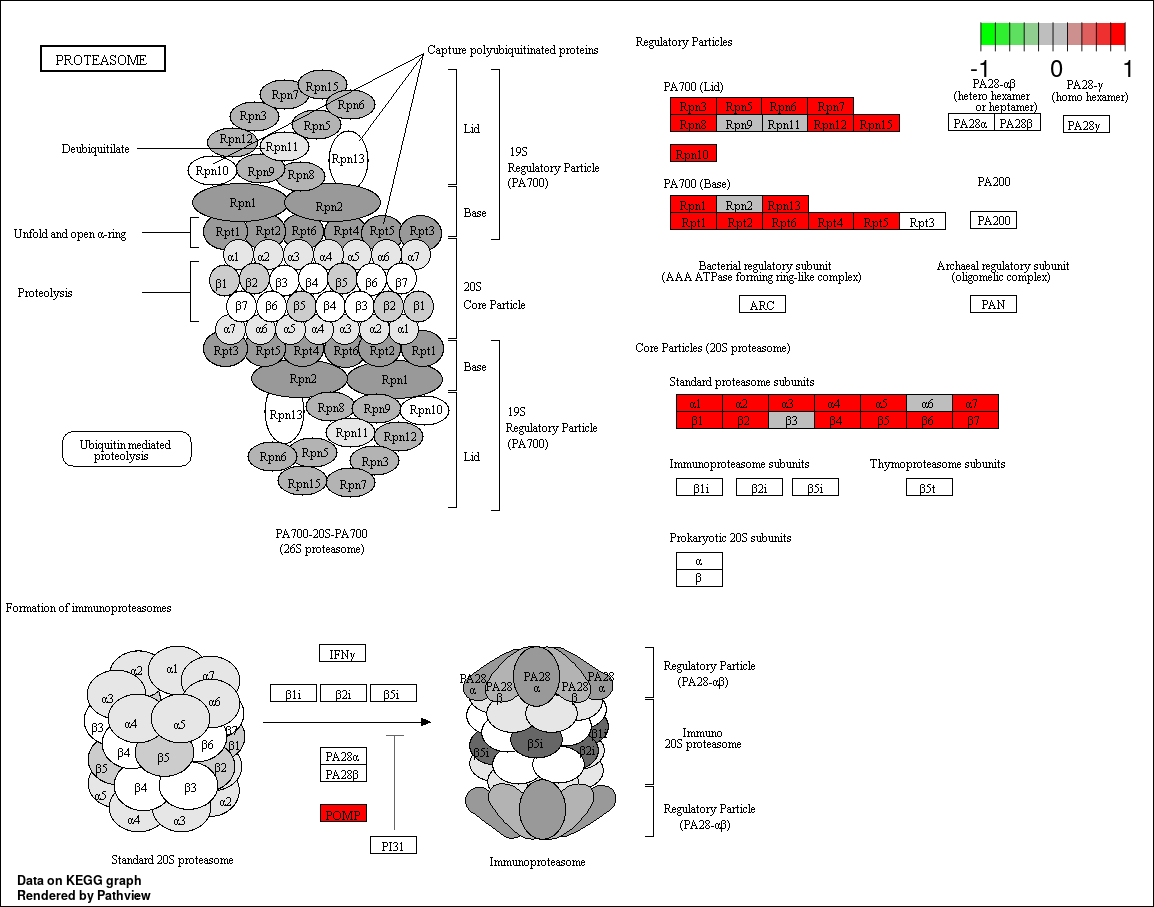 PROTEASOME
Capture polyubiquitinated proteins
Rpn15
Rpn7
Rpn6
Rpn3
Rpn5
Rpn12
Deubiquitilate
Rpn11
Rpn13
Rpn10
Rpn9
Rpn8
Lid
19S
Regulatory Particle
(PA700)
Rpn1
Rpn2
Base
Unfold and open α-ring
Rpt1 Rpt2 Rpt6 Rpt4 Rpt5 Rpt3
α1 α2 α3 α4 α5 α6 α7
Proteolysis
β1 β2 β3 β4 β5 β6 β7
20S
Core Particle
β7 β6 β5 β4 β3 β2 β1
α7 α6 α5 α4 α3 α2 α1
Rpt3 Rpt5 Rpt4 Rpt6 Rpt2 Rpt1
Rpn2
Rpn1
Base
Rpn13
Rpn8
Rpn9
Rpn10
19S
Regulatory Particle
(PA700)
Rpn11
Rpn12
Rpn6
Rpn5
Rpn3
Lid
Rpn15
Rpn7
Ubiquitin mediated
proteolysis
PA700-20S-PA700
(26S proteasome)
Regulatory Particles
-1 0 1
PA700 (Lid)
Rpn3 Rpn5 Rpn6 Rpn7
Rpn8 Rpn9 Rpn11 Rpn12 Rpn15
Rpn10
PA28-αβ
(hetero hexamer
or heptamer)
PA28α PA28β
PA28-γ
(homo hexamer)
PA28γ
PA700 (Base)
Rpn1 Rpn2 Rpn13
Rpt1 Rpt2 Rpt6 Rpt4 Rpt5 Rpt3
PA200
PA200
Bacterial regulatory subunit
(AAA ATPase forming ring-like complex)
ARC
Archaeal regulatory subunit
(oligomelic complex)
PAN
Core Particles (20S proteasome)
Standard proteasome subunits
α1 α2 α3 α4 α5 α6 α7
β1 β2 β3 β4 β5 β6 β7
Immunoproteasome subunits
β1i β2i β5i
Thymoproteasome subunits
β5t
Prokaryotic 20S subunits
α
β
Formation of immunoproteasomes
α2
α1
α7
α3
α6
α4
α5
β3
β7
β4
β6
β1
β5
β5
β2
α5
β4
β3
α2
α4
α3
Standard 20S proteasome
IFNγ
β1i β2i β5i
PA28α
PA28β
POMP
PI31
PA28
α
PA28
β
PA28
α
PA28
β
PA28
α
β1i
β5i
β5i
β2i
Immunoproteasome
Regulatory Particle
(PA28-αβ)
Immuno
20S proteasome
Regulatory Particle
(PA28-αβ)
Data on KEGG graph
Rendered by Pathview